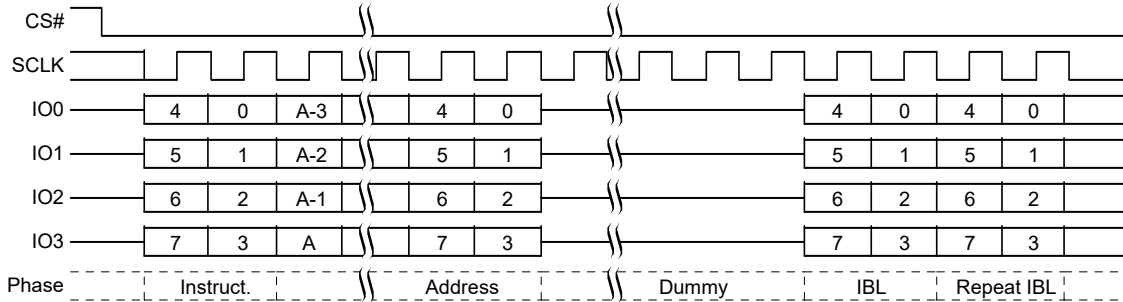 CS#
SCLK
IO0 4 0 A-3 4 0 4 0 4 0
IO1 5 1 A-2 5 1 5 1 5 1
IO2 6 2 A-1 6 2 6 2 6 2
IO3 7 3 A 7 3 7 3 7 3
Phase Instruct. Address Dummy IBL Repeat IBL